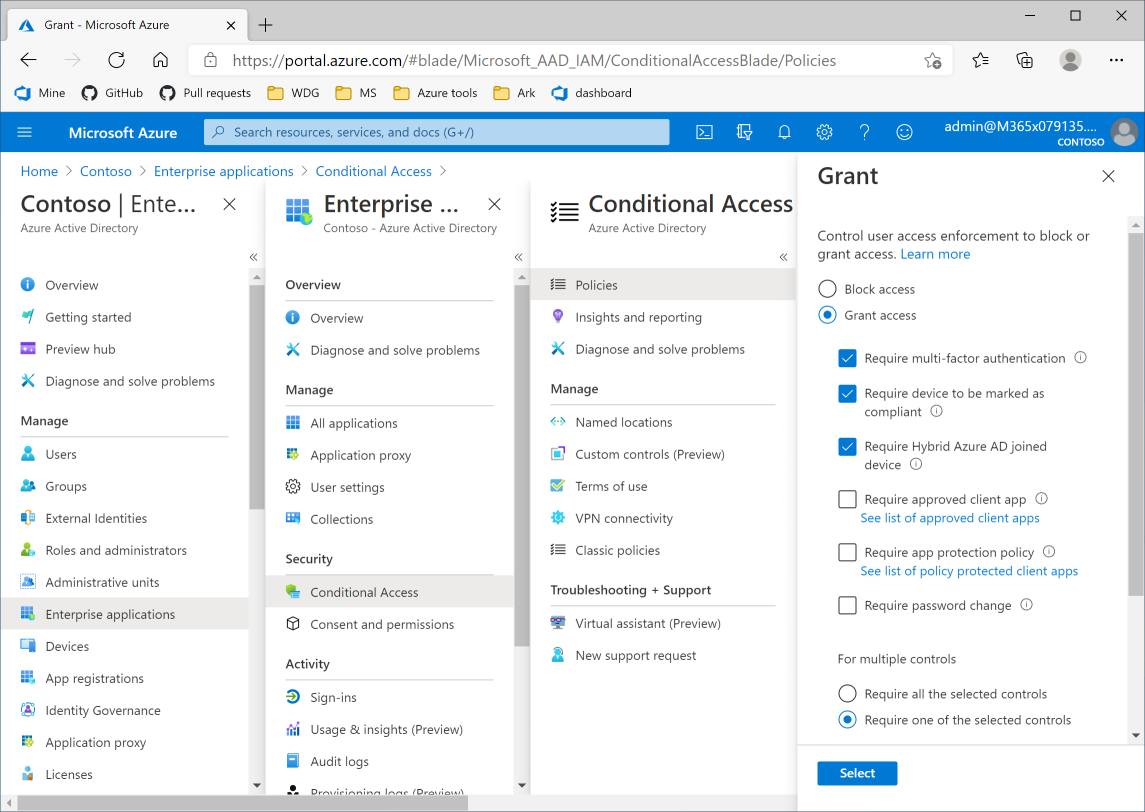 Grant - Microsoft Azure
https://portal.azure.com/#blade/Microsoft_AAD_IAM/ConditionalAccessBlade/Policies
Mine GitHub Pull requests WDG MS Azure tools Ark dashboard
Microsoft Azure
Search resources, services, and docs (G+/)
admin@M365x079135....
CONTOSO
Home > Contoso > Enterprise applications > Conditional Access >
Contoso | Ente...
Azure Active Directory
Overview
Getting started
Preview hub
Diagnose and solve problems
Manage
Users
Groups
External Identities
Roles and administrators
Administrative units
Enterprise applications
Devices
App registrations
Identity Governance
Application proxy
Licenses
Enterprise ...
Contoso - Azure Active Directory
Overview
Overview
Diagnose and solve problems
Manage
All applications
Application proxy
User settings
Collections
Security
Conditional Access
Consent and permissions
Activity
Sign-ins
Usage & insights (Preview)
Audit logs
Provisioning logs (Preview)
Conditional Access
Azure Active Directory
Policies
Insights and reporting
Diagnose and solve problems
Manage
Named locations
Custom controls (Preview)
Terms of use
VPN connectivity
Classic policies
Troubleshooting + Support
Virtual assistant (Preview)
New support request
Grant
Control user access enforcement to block or
grant access. Learn more
Block access
Grant access
Require multi-factor authentication
Require device to be marked as
compliant
Require Hybrid Azure AD joined
device
Require approved client app
See list of approved client apps
Require app protection policy
See list of policy protected client apps
Require password change
For multiple controls
Require all the selected controls
Require one of the selected controls
Select